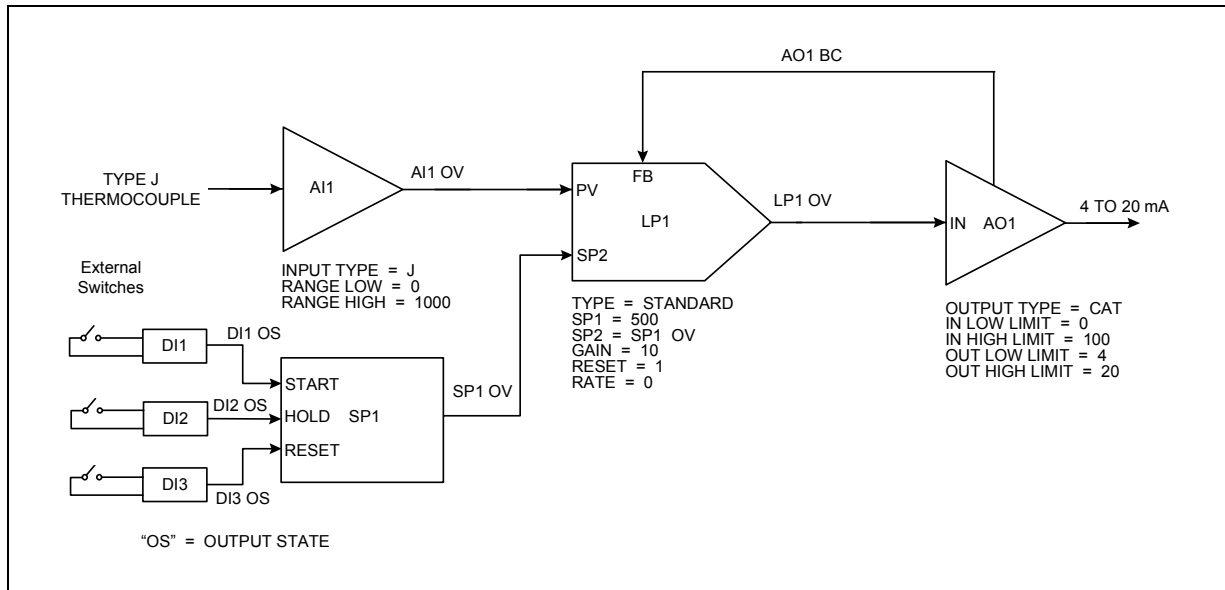 AO1 BC
TYPE J
THERMOCOUPLE
AI1
AI1 OV
PV
FB
LP1
SP2
LP1 OV
IN
AO1
4 TO 20 mA
INPUT TYPE = J
RANGE LOW = 0
RANGE HIGH = 1000
TYPE = STANDARD
SP1 = 500
SP2 = SP1 OV
GAIN = 10
RESET = 1
RATE = 0
OUTPUT TYPE = CAT
IN LOW LIMIT = 0
IN HIGH LIMIT = 100
OUT LOW LIMIT = 4
OUT HIGH LIMIT = 20
External
Switches
DI1
DI1 OS
DI2
DI2 OS
DI3
DI3 OS
START
HOLD
SP1
RESET
SP1 OV
“OS” = OUTPUT STATE